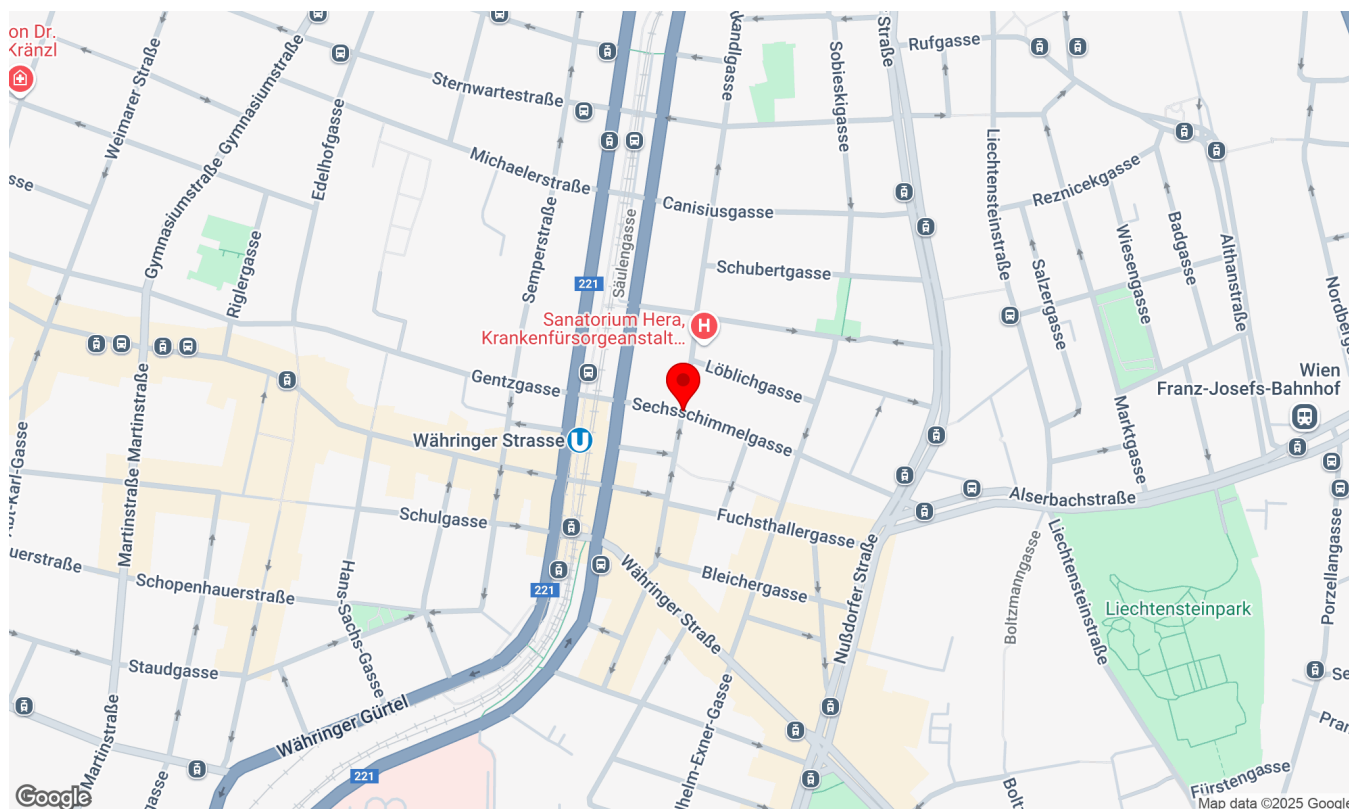 on Dr.
Kränzl
Weimarer Straße
Gymnasiumstraße
Gymnasiumstraße
Edelhofgasse
Sternwartestraße
Michaelerstraße
Semperstraße
Säulengasse
221
Sobieskigasse
Straße
Rufgasse
Canisiusgasse
Schubertgasse
Liechtensteinstraße
Reznicekgasse
Wiesengasse
Badgasse
Althanstraße
Salzergasse
Riglergasse
Sanatorium Hera,
Krankenfürsorgeanstalt...
H
Löblichgasse
Gentzgasse
Sechsschimmelgasse
Wien
Franz-Josefs-Bahnhof
Marktgasse
Martinstraße
Martinstraße
Währinger Strasse
U
Schulgasse
Fuchsthallergasse
Alserbachstraße
Schopenhauerstraße
Haus-Sachs-Gasse
221
Bleichergasse
Währinger Straße
Nußdorfer Straße
Boltzmanngasse
Liechtensteinstraße
Liechtensteinpark
Porzellangasse
Staudgasse
Martinstraße
Währinger Gürtel
221
Fürstengasse
Google
Map data ©2025 Google